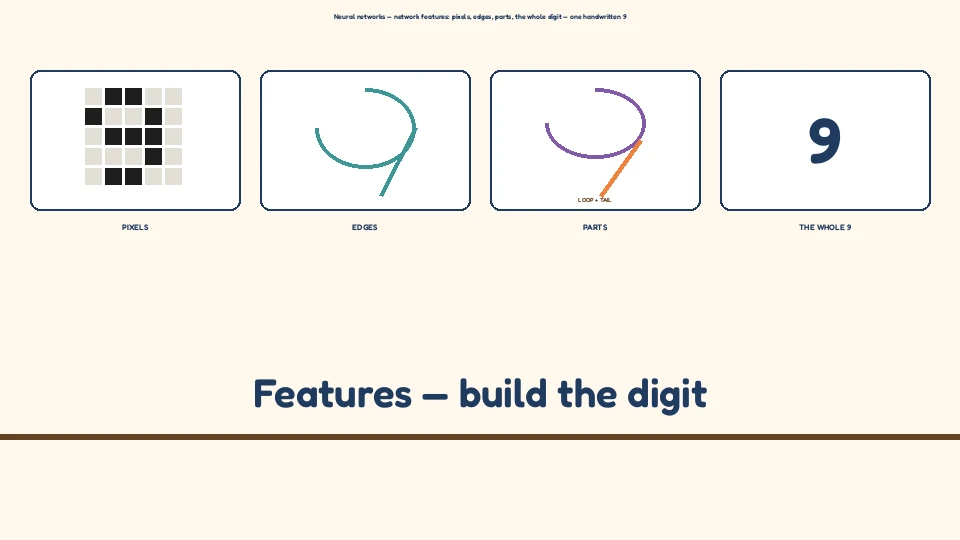 Neural networks — network features: pixels, edges, parts, the whole digit — one handwritten 9
9
LOOP + TAIL
PIXELS
EDGES
PARTS
THE WHOLE 9
Features — build the digit